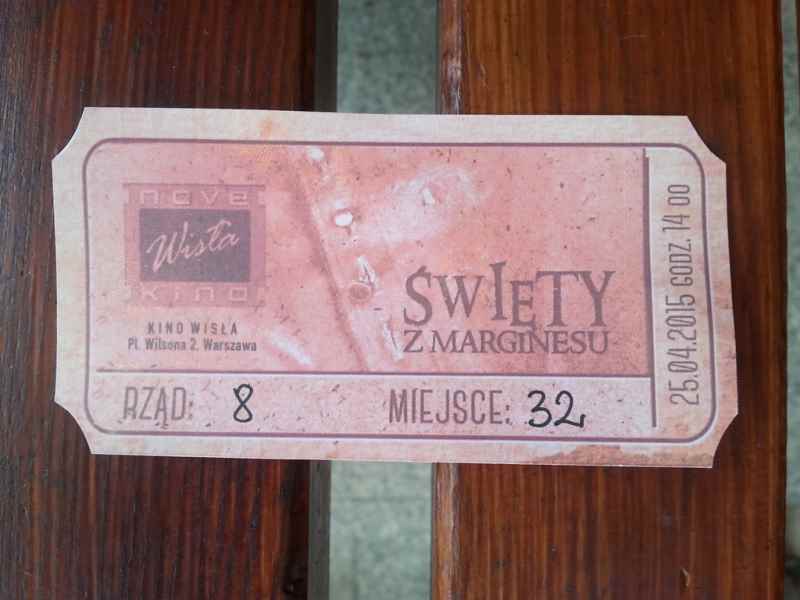 nove
Wisła
KINO
KINO WISŁA
Pl. Wilsona 2, Warszawa
ŚWIĘTY
Z MARGINESU
RZĄD: 8
MIEJSCE: 32
25.04.2015 GODZ. 14 00